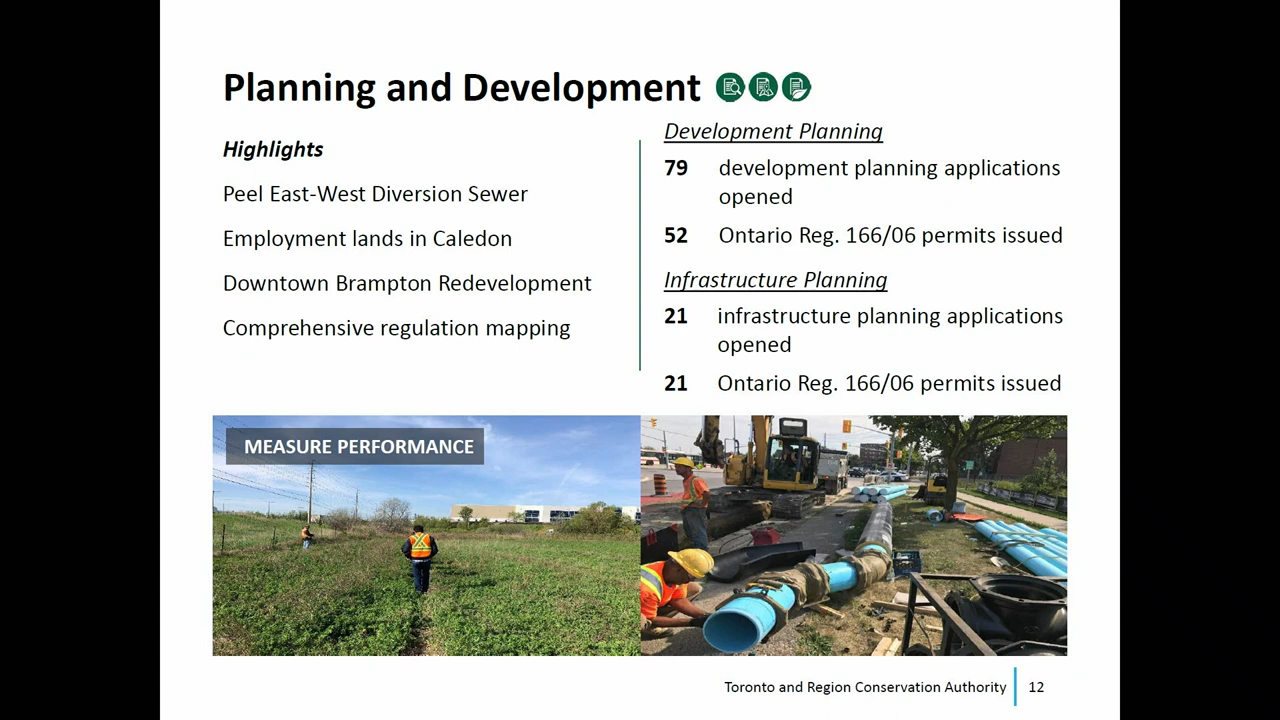 Planning and Development
Highlights
Peel East-West Diversion Sewer
Employment lands in Caledon
Downtown Brampton Redevelopment
Comprehensive regulation mapping
Development Planning
79 development planning applications
opened
52 Ontario Reg. 166/06 permits issued
Infrastructure Planning
21 infrastructure planning applications
opened
21 Ontario Reg. 166/06 permits issued
MEASURE PERFORMANCE
Toronto and Region Conservation Authority 12